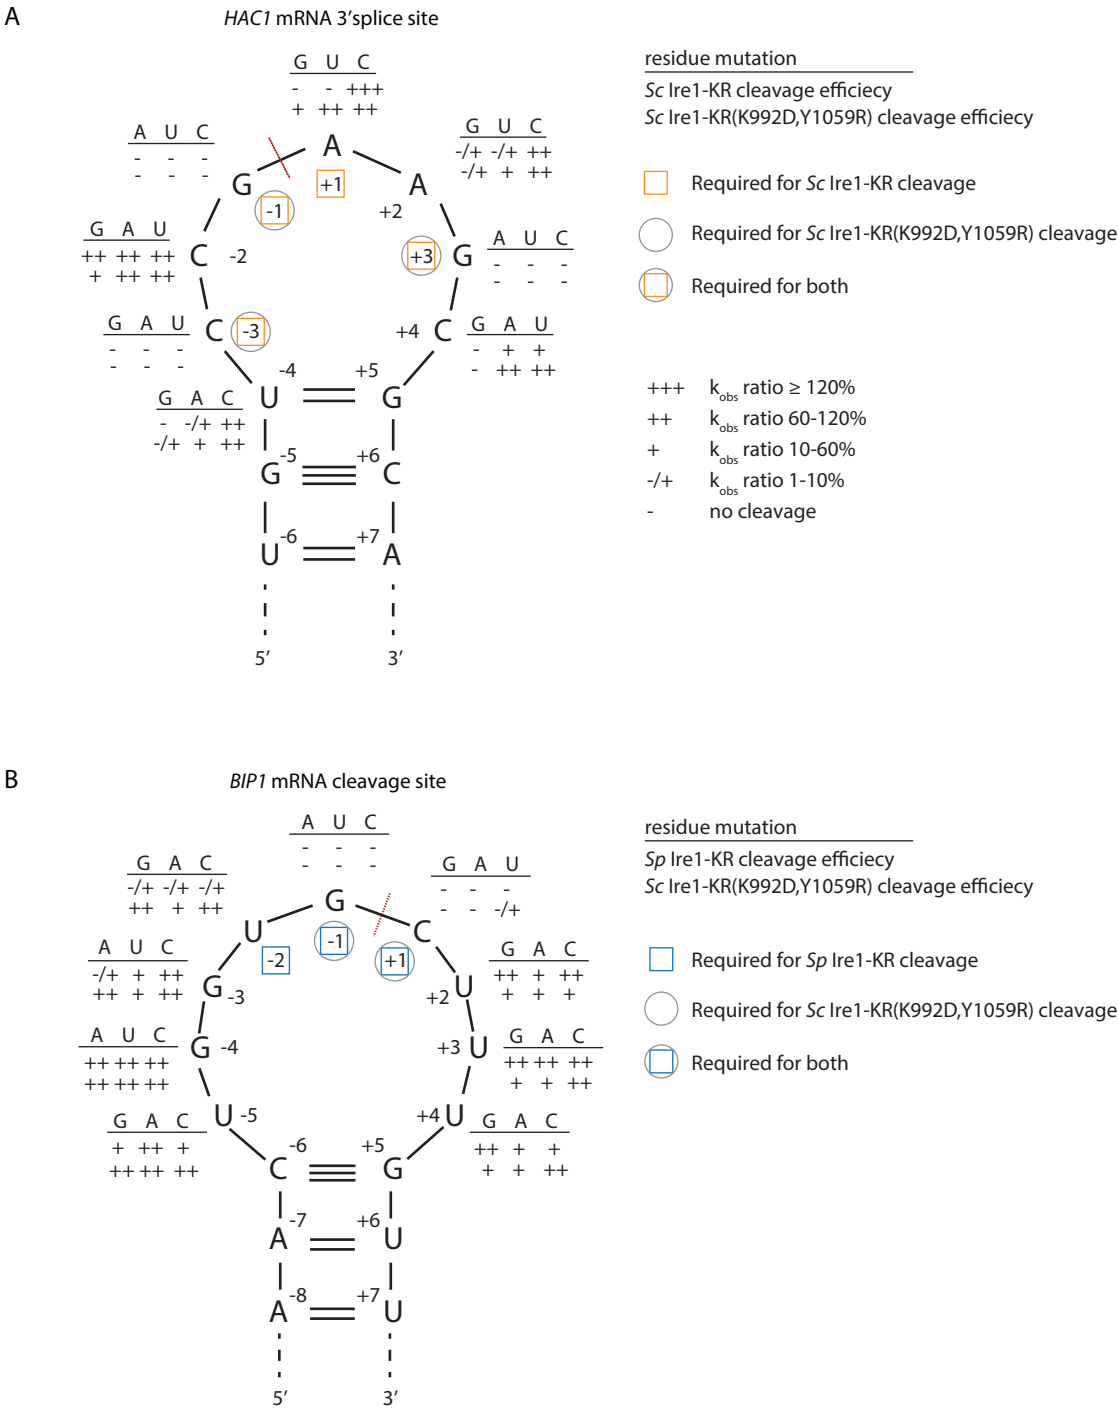 A
HAC1 mRNA 3'splice site
G U C
- - +++
+ ++ ++
A U C
- - -
- - -
G U C
-/+ -/+ ++
-/+ + ++
G
A
A
-1
+1
+2
G A U
++ ++ ++
+ ++ ++
C
-2
+3
G
A U C
- - -
- - -
G A U
- - -
- - -
C
-3
+4
C
G A U
- + +
- ++ ++
G A C
- -/+ ++
-/+ + ++
U
-4
+5
G
G
-5
+6
C
U
-6
+7
A
5'
3'
residue mutation
Sc Ire1-KR cleavage efficiecy
Sc Ire1-KR(K992D,Y1059R) cleavage efficiecy
Required for Sc Ire1-KR cleavage
Required for Sc Ire1-KR(K992D,Y1059R) cleavage
Required for both
+++ kobs ratio ≥ 120%
++ kobs ratio 60-120%
+ kobs ratio 10-60%
-/+ kobs ratio 1-10%
- no cleavage
B
BIP1 mRNA cleavage site
A U C
- - -
- - -
G A C
-/+ -/+ -/+
++ + ++
G A U
- - -
- - -/+
U
G
C
-2
-1
+1
A U C
-/+ + ++
++ + ++
G
-3
+2
U
G A C
++ + ++
+ + +
A U C
++ ++ ++
++ ++ ++
G
-4
+3
U
G A C
++ ++ ++
+ + ++
G A C
+ ++ +
++ ++ ++
U
-5
+4
U
G A C
++ + +
+ + ++
C
-6
+5
G
A
-7
+6
U
A
-8
+7
U
5'
3'
residue mutation
Sp Ire1-KR cleavage efficiecy
Sc Ire1-KR(K992D,Y1059R) cleavage efficiecy
Required for Sp Ire1-KR cleavage
Required for Sc Ire1-KR(K992D,Y1059R) cleavage
Required for both